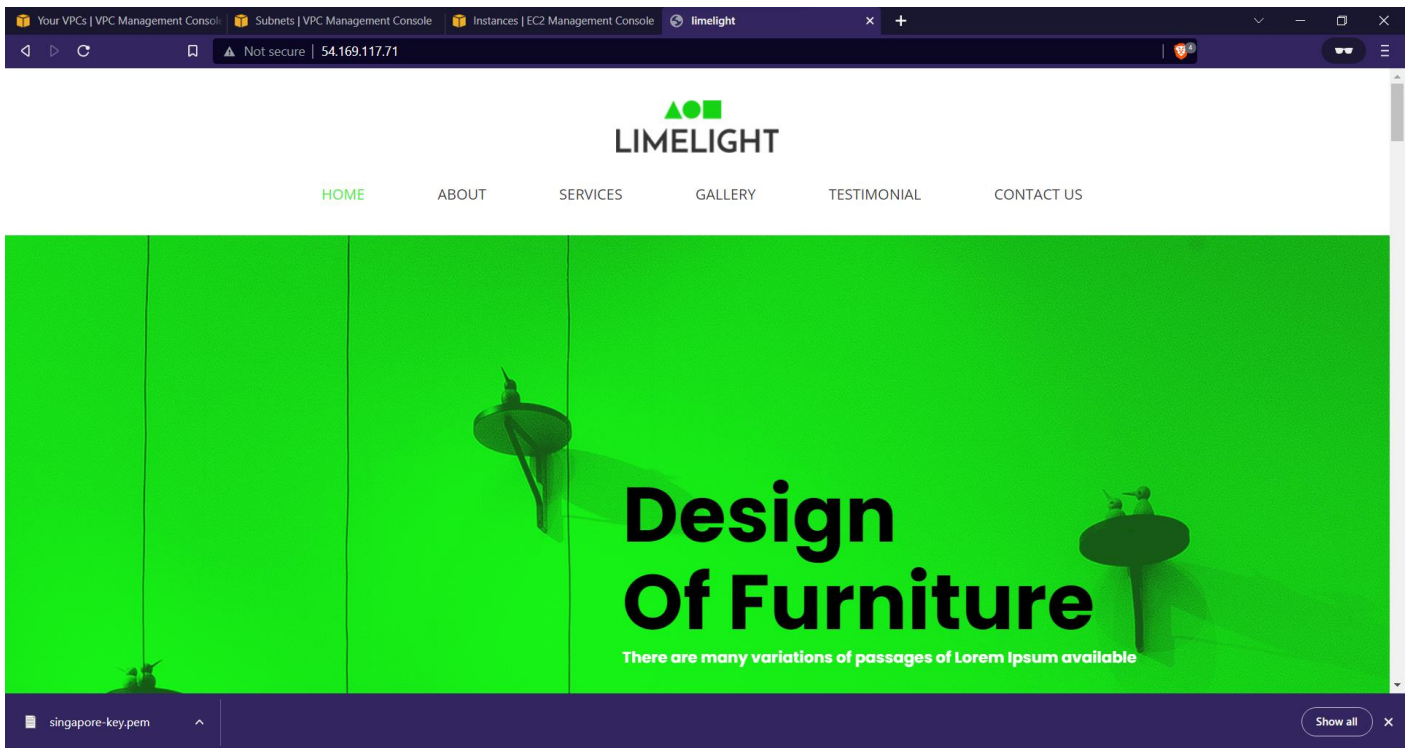 Your VPCs | VPC Management Consol
Subnets | VPC Management Console
Instances | EC2 Management Console
limelight
Not secure | 54.169.117.71
4
LIMELIGHT
HOME ABOUT SERVICES GALLERY TESTIMONIAL CONTACT US
Design
Of Furniture
There are many variations of passages of Lorem Ipsum available
singapore-key.pem
Show all